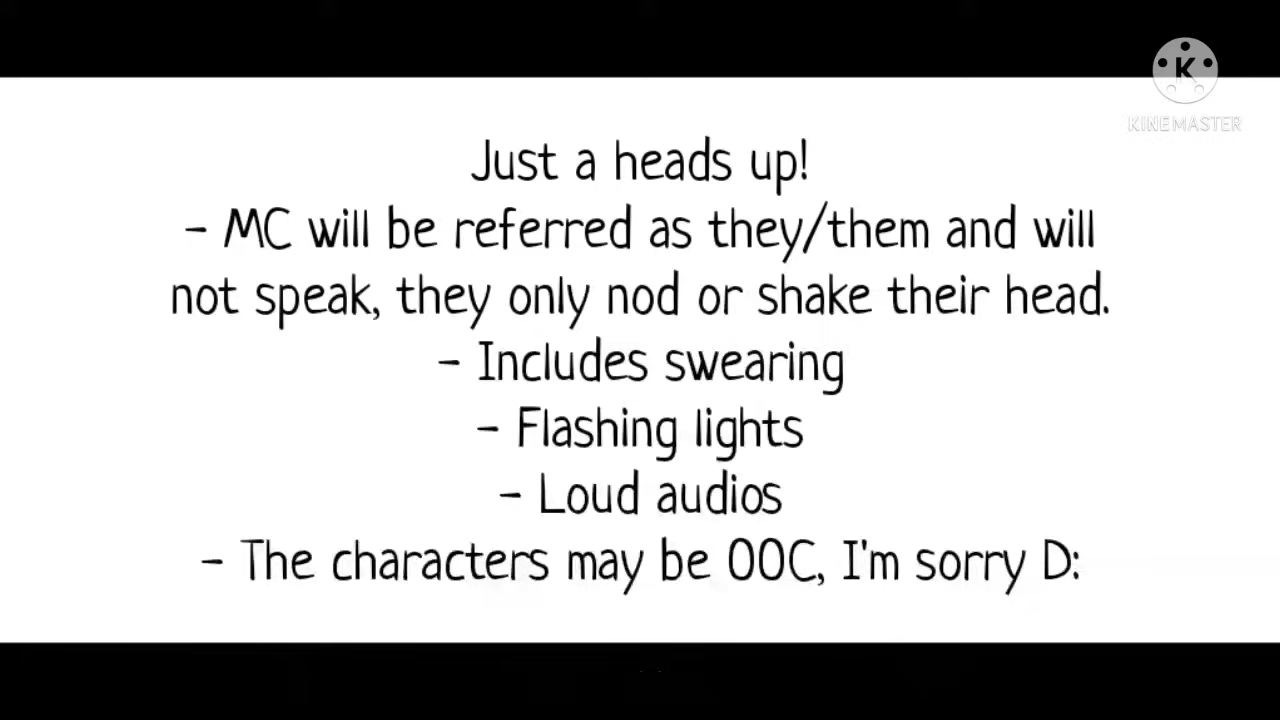 K
KINEMASTER
Just a heads up!
- MC will be referred as they/them and will
not speak, they only nod or shake their head.
- Includes swearing
- Flashing lights
- Loud audios
- The characters may be OOC, I'm sorry D: